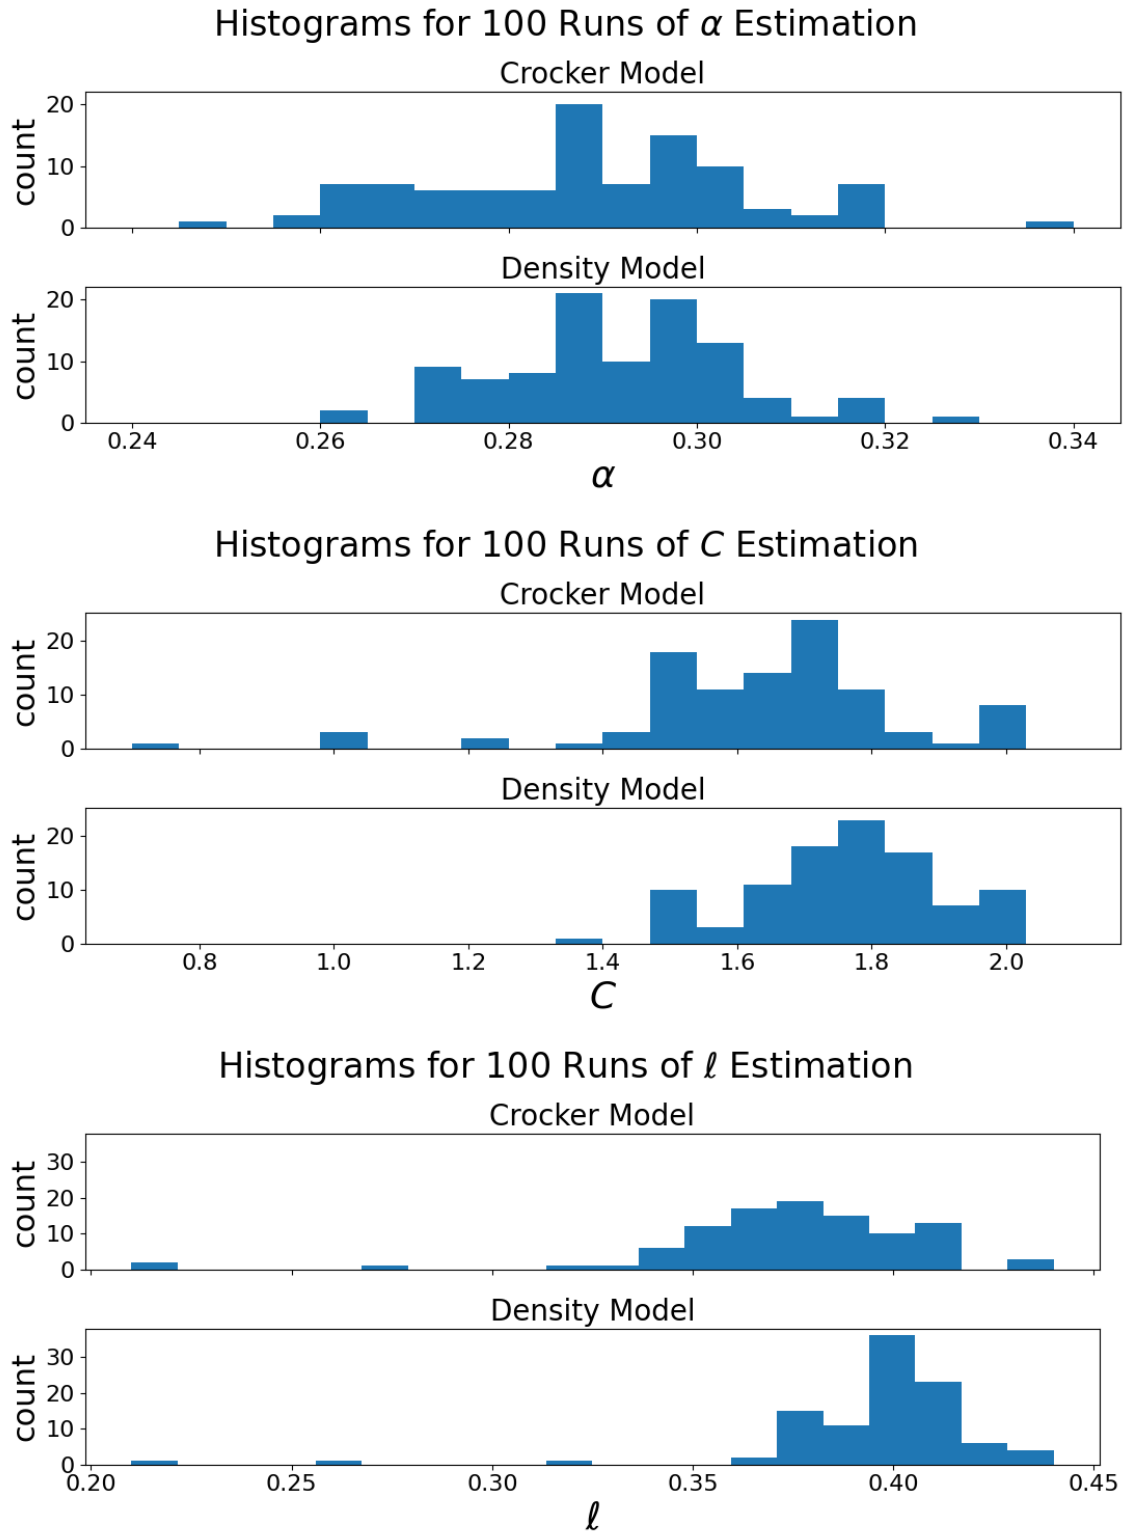 Histograms for 100 Runs of α Estimation
Crocker Model
count
20
10
0
Density Model
count
20
10
0
0.24 0.26 0.28 0.30 0.32 0.34
α
Histograms for 100 Runs of C Estimation
Crocker Model
count
20
10
0
Density Model
count
20
10
0
0.8 1.0 1.2 1.4 1.6 1.8 2.0
C
Histograms for 100 Runs of ℓ Estimation
Crocker Model
count
30
20
10
0
Density Model
count
30
20
10
0
0.20 0.25 0.30 0.35 0.40 0.45
ℓ